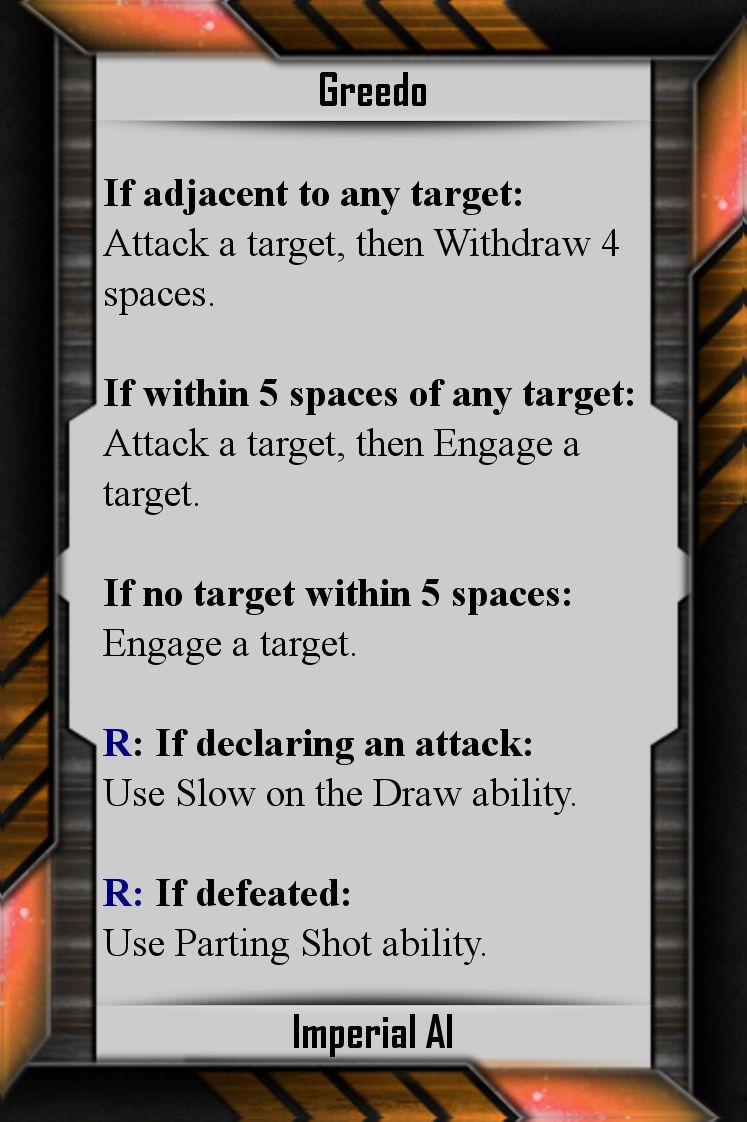 Greedo
If adjacent to any target:
Attack a target, then Withdraw 4
spaces.
If within 5 spaces of any target:
Attack a target, then Engage a
target.
If no target within 5 spaces:
Engage a target.
R: If declaring an attack:
Use Slow on the Draw ability.
R: If defeated:
Use Parting Shot ability.
Imperial AI